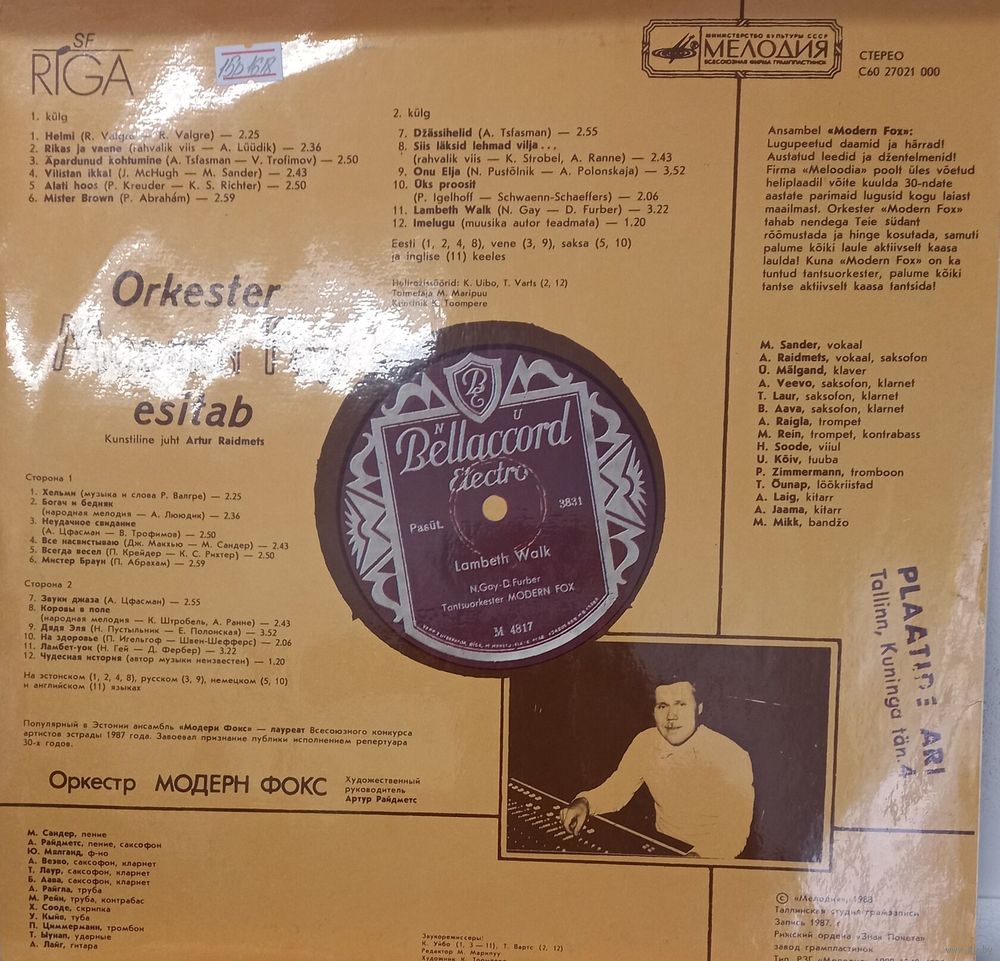 SF
RĪGA
МИНИСТЕРСТВО КУЛЬТУРЫ СССР
МЕЛОДИЯ
ВСЕСОЮЗНАЯ ФИРМА ГРАМПЛАСТИНОК
СТЕРЕО
С60 27021 000
1. külg
1. Helmi (R. Valgre — R. Valgre) — 2.25
2. Rikas ja vaene (rahvalik viis — A. Lüüdik) — 2.36
3. Äpardunud kohtumine (A. Tsfasman — V. Trofimov) — 2.50
4. Vilistan ikka! (J. McHugh — M. Sander) — 2.43
5 Alati hoos (P. Kreuder — K. S. Richter) — 2.50
6. Mister Brown (P. Abrahám) — 2.59
2. külg
7. Džässihelid (A. Tsfasman) — 2.55
8. Siis läksid lehmad vilja...
(rahvalik viis — K. Strobel, A. Ranne) — 2.43
9. Onu Elja (N. Pustõlnik — A. Polonskaja) — 3,52
10. Üks proosit
(P. Igelhoff — Schwaenn-Schaeffers) — 2.06
11. Lambeth Walk (N. Gay — D. Furber) — 3.22
12. Imelugu (muusika autor teadmata) — 1.20
Eesti (1, 2, 4, 8), vene (3, 9), saksa (5, 10)
ja inglise (11) keeles
Helirežissöörid: K. Uibo, T. Varts (2, 12)
Toimetaja M. Maripuu
Kunstnik K. Toompere
Ansambel «Modern Fox»:
Lugupeetud daamid ja härrad!
Austatud leedid ja džentelmenid!
Firma «Meloodia» poolt üles võetud
heliplaadil võite kuulda 30-ndate
aastate parimaid lugusid kogu laiast
maailmast. Orkester «Modern Fox»
tahab nendega Teie südant
rõõmustada ja hinge kosutada, samuti
palume kõiki laule aktiivselt kaasa
laulda! Kuna «Modern Fox» on ka
tuntud tantsuorkester, palume kõiki
tantse aktiivselt kaasa tantsida!
Orkester
esitab
Kunstiline juht Artur Raidmets
M. Sander, vokaal
A. Raidmets, vokaal, saksofon
Ü. Mälgand, klaver
A. Veevo, saksofon, klarnet
T. Laur, saksofon, klarnet
B. Aava, saksofon, klarnet
A. Raigla, trompet
M. Rein, trompet, kontrabass
H. Soode, viiul
U. Kõiv, tuuba
P. Zimmermann, tromboon
T. Õunap, löökriistad
A. Laig, kitarr
A. Jaama, kitarr
M. Mikk, bandžo
N U
Bellaccord
Electro
3831
Pasūt.
Lambeth Walk
N.Gay-D.Furber
Tantsuorkester MODERN FOX
M 4817
Сторона 1
1. Хельми (музыка и слова Р. Валгре) — 2.25
2. Богач и бедняк
(народная мелодия — А. Лююдик) — 2.36
3. Неудачное свидание
(А. Цфасман — В. Трофимов) — 2.50
4. Все насвистываю (Дж. Макхью — М. Сандер) — 2.43
5. Всегда весел (П. Крейдер — К. С. Рихтер) — 2.50
6. Мистер Браун (П. Абрахам) — 2.59
Сторона 2
7. Звуки джаза (А. Цфасман) — 2.55
8. Коровы в поле
(народная мелодия — К. Штробель, А. Ранне) — 2.43
9. Дядя Эля (Н. Пустыльник — Е. Полонская) — 3.52
10. На здоровье (П. Игельгоф — Швен-Шефферс) — 2.06
11. Ламбет-уок (Н. Гей — Д. Фербер) — 3.22
12. Чудесная история (автор музыки неизвестен) — 1.20
На эстонском (1, 2, 4, 8), русском (3, 9), немецком (5, 10)
и английском (11) языках
Популярный в Эстонии ансамбль «Модерн Фокс» — лауреат Всесоюзного конкурса
артистов эстрады 1987 года. Завоевал признание публики исполнением репертуара
30-х годов.
Оркестр МОДЕРН ФОКС
Художественный
руководитель
Артур Райдметс
PLAATIDE ARI
Tallinn, Kuninga tän. 4
М. Сандер, пение
А. Райдметс, пение, саксофон
Ю. Мялганд, ф-но
А. Веэво, саксофон, кларнет
Т. Лаур, саксофон, кларнет
Б. Аава, саксофон, кларнет
А. Райгла, труба
М. Рейн, труба, контрабас
Х. Сооде, скрипка
У. Кыйв, туба
П. Циммерманн, тромбон
Т. Ыунап, ударные
А. Лайг, гитара
Звукорежиссеры:
К. Уйбо (1, 3—11), Т. Вартс (2, 12)
Редактор М. Марипуу
Художник К.
© «Мелодия», 1988
Таллинская студия грамзаписи
Запись 1987. г
Рижский ордена «Знак Почета»
завод грампластинок